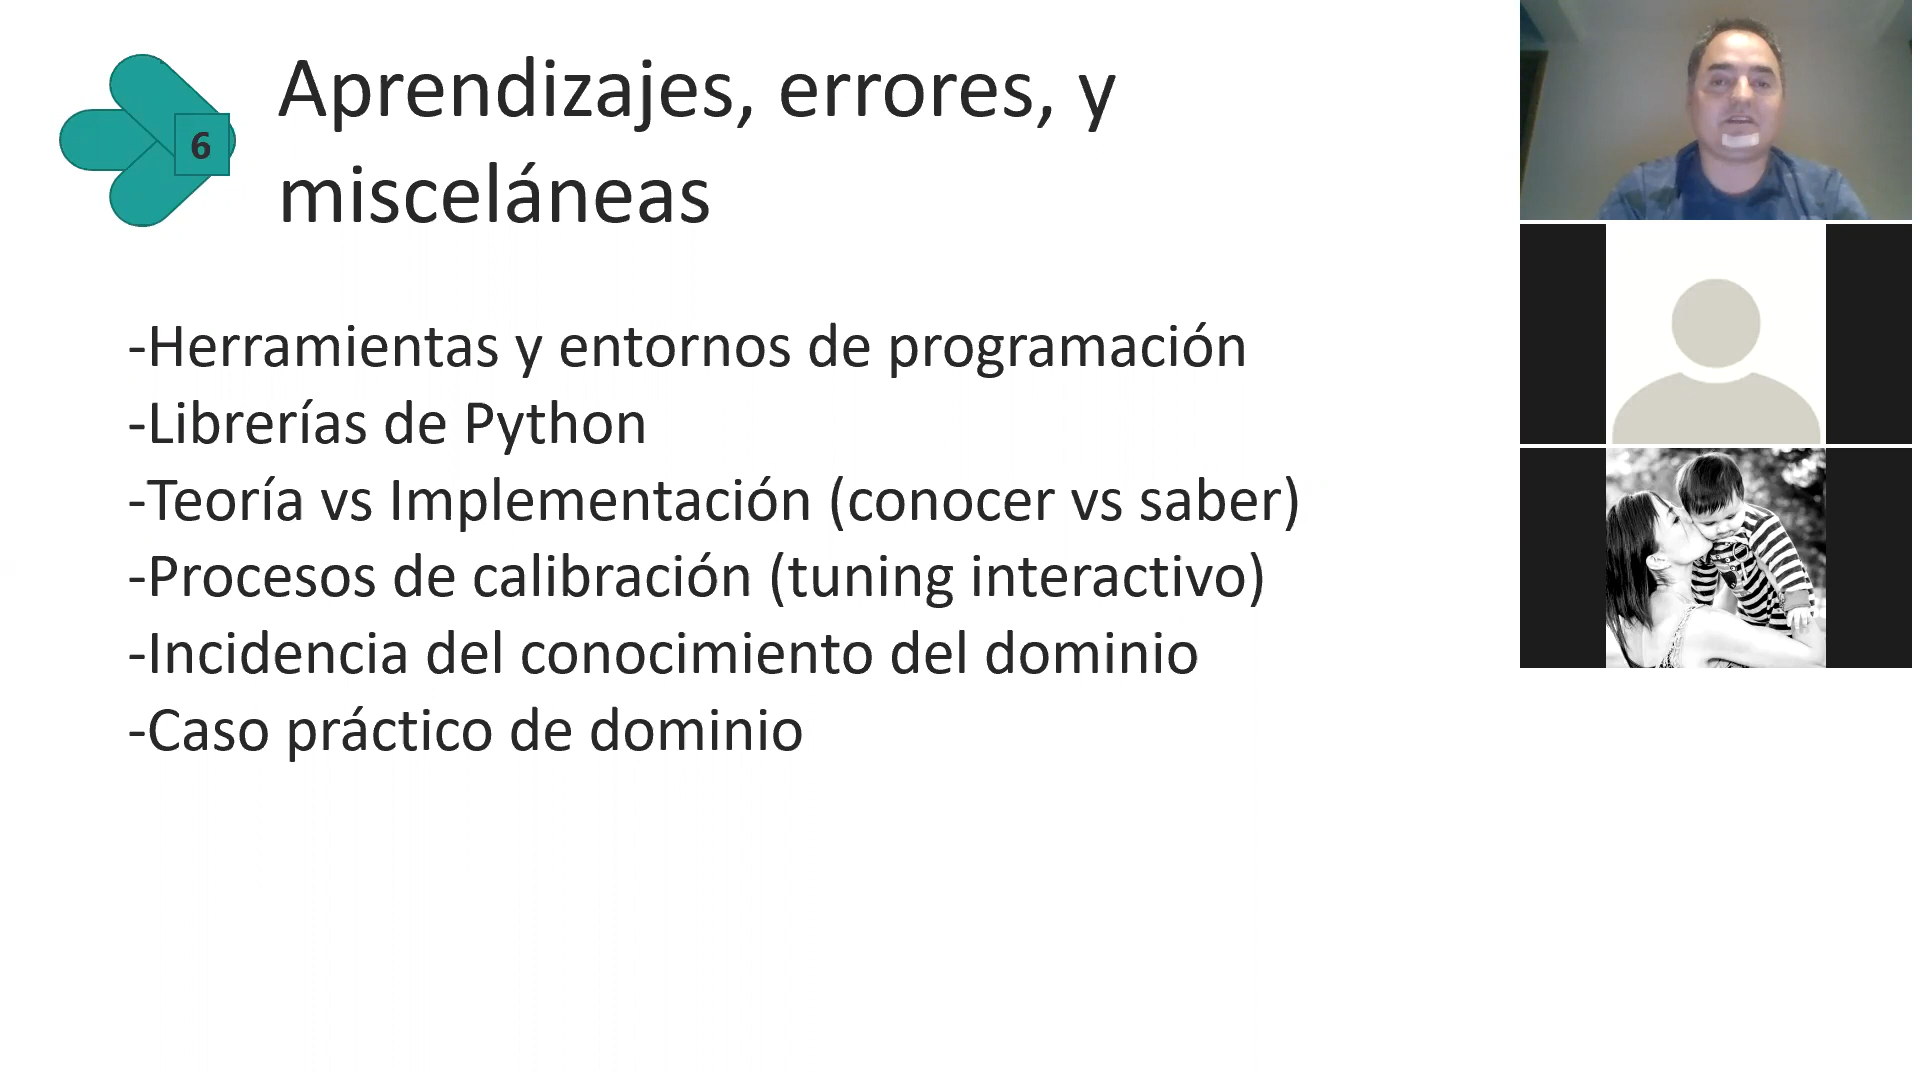 6
Aprendizajes, errores, y
misceláneas
-Herramientas y entornos de programación
-Librerías de Python
-Teoría vs Implementación (conocer vs saber)
-Procesos de calibración (tuning interactivo)
-Incidencia del conocimiento del dominio
-Caso práctico de dominio